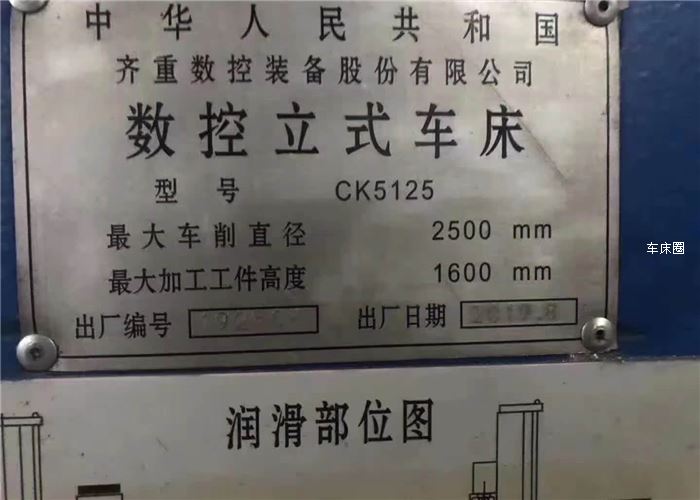 中华人民共和国
齐重数控装备股份有限公司
数控立式车床
型号 CK5125
最大车削直径 2500 mm
最大加工工件高度 1600 mm
出厂编号 出厂日期 2019.8
车床圈
润滑部位图